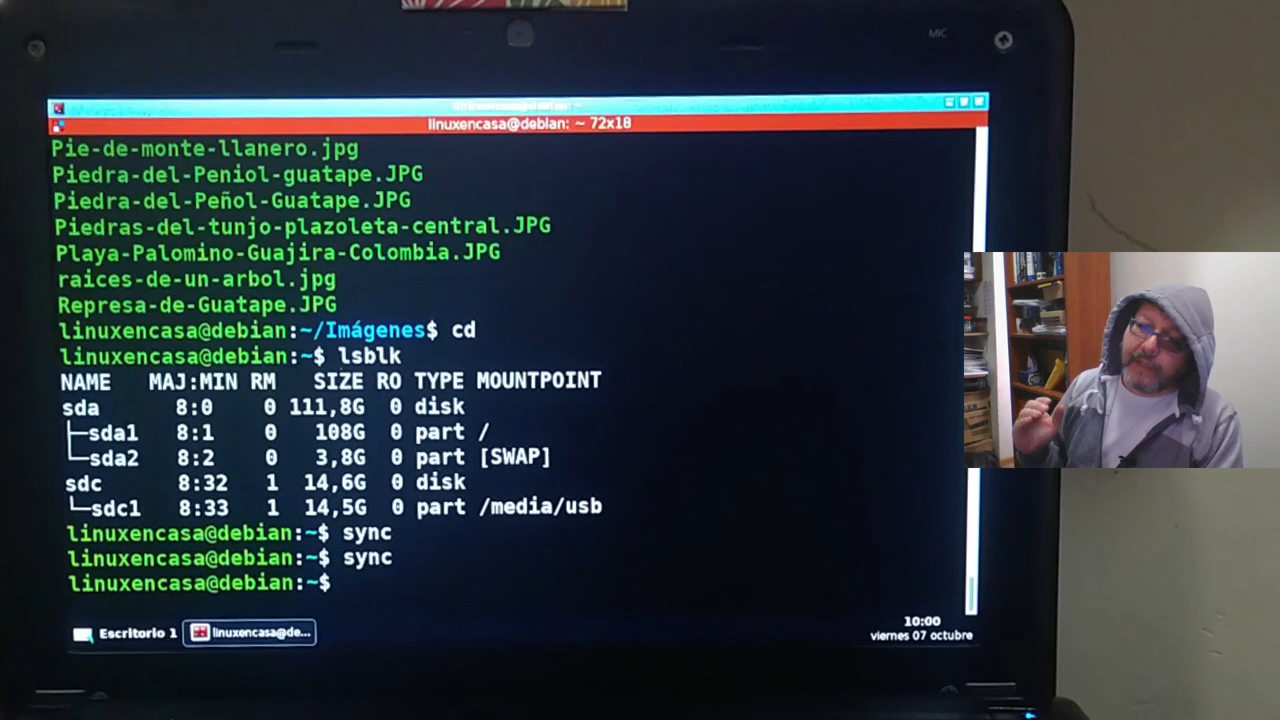 MIC
linuxencasa@debian: ~
linuxencasa@debian: ~ 72x18
Pie-de-monte-llanero.jpg
Piedra-del-Peniol-guatape.JPG
Piedra-del-Peñol-Guatape.JPG
Piedras-del-tunjo-plazoleta-central.JPG
Playa-Palomino-Guajira-Colombia.JPG
raices-de-un-arbol.jpg
Represa-de-Guatape.JPG
linuxencasa@debian:~/Imágenes$ cd
linuxencasa@debian:~$ lsblk
NAME MAJ:MIN RM SIZE RO TYPE MOUNTPOINT
sda 8:0 0 111,8G 0 disk
├─sda1 8:1 0 108G 0 part /
└─sda2 8:2 0 3,8G 0 part [SWAP]
sdc 8:32 1 14,6G 0 disk
└─sdc1 8:33 1 14,5G 0 part /media/usb
linuxencasa@debian:~$ sync
linuxencasa@debian:~$ sync
linuxencasa@debian:~$
Escritorio 1 linuxencasa@de...
10:00
viernes 07 octubre